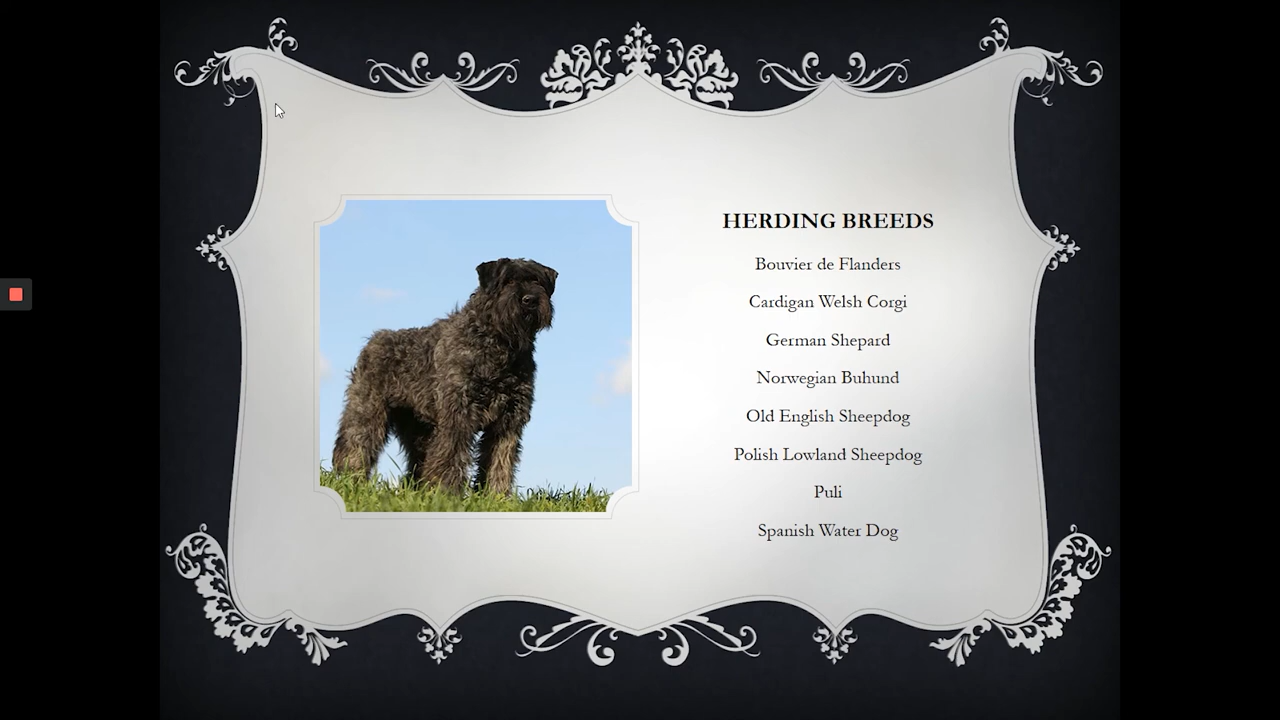 HERDING BREEDS
Bouvier de Flanders
Cardigan Welsh Corgi
German Shepard
Norwegian Buhund
Old English Sheepdog
Polish Lowland Sheepdog
Puli
Spanish Water Dog